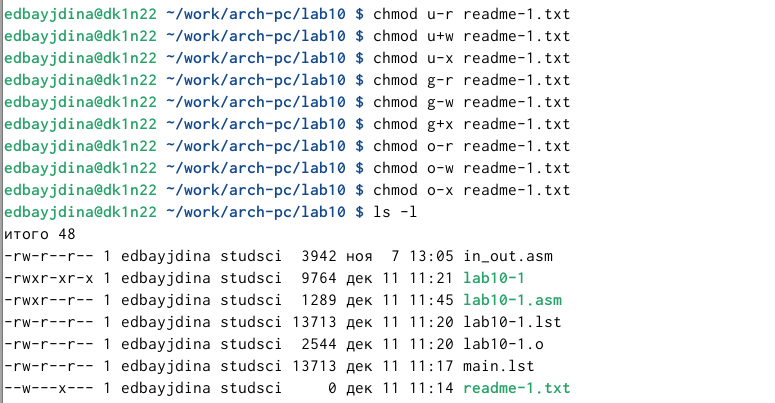 edbayjdina@dk1n22 ~/work/arch-pc/lab10 $ chmod u-r readme-1.txt
edbayjdina@dk1n22 ~/work/arch-pc/lab10 $ chmod u+w readme-1.txt
edbayjdina@dk1n22 ~/work/arch-pc/lab10 $ chmod u-x readme-1.txt
edbayjdina@dk1n22 ~/work/arch-pc/lab10 $ chmod g-r readme-1.txt
edbayjdina@dk1n22 ~/work/arch-pc/lab10 $ chmod g-w readme-1.txt
edbayjdina@dk1n22 ~/work/arch-pc/lab10 $ chmod g+x readme-1.txt
edbayjdina@dk1n22 ~/work/arch-pc/lab10 $ chmod o-r readme-1.txt
edbayjdina@dk1n22 ~/work/arch-pc/lab10 $ chmod o-w readme-1.txt
edbayjdina@dk1n22 ~/work/arch-pc/lab10 $ chmod o-x readme-1.txt
edbayjdina@dk1n22 ~/work/arch-pc/lab10 $ ls -l
итого 48
-rw-r--r-- 1 edbayjdina studsci  3942 ноя  7 13:05 in_out.asm
-rwxr-xr-x 1 edbayjdina studsci  9764 дек 11 11:21 lab10-1
-rwxr--r-- 1 edbayjdina studsci  1289 дек 11 11:45 lab10-1.asm
-rw-r--r-- 1 edbayjdina studsci 13713 дек 11 11:20 lab10-1.lst
-rw-r--r-- 1 edbayjdina studsci  2544 дек 11 11:20 lab10-1.o
-rw-r--r-- 1 edbayjdina studsci 13713 дек 11 11:17 main.lst
--w---x--- 1 edbayjdina studsci     0 дек 11 11:14 readme-1.txt